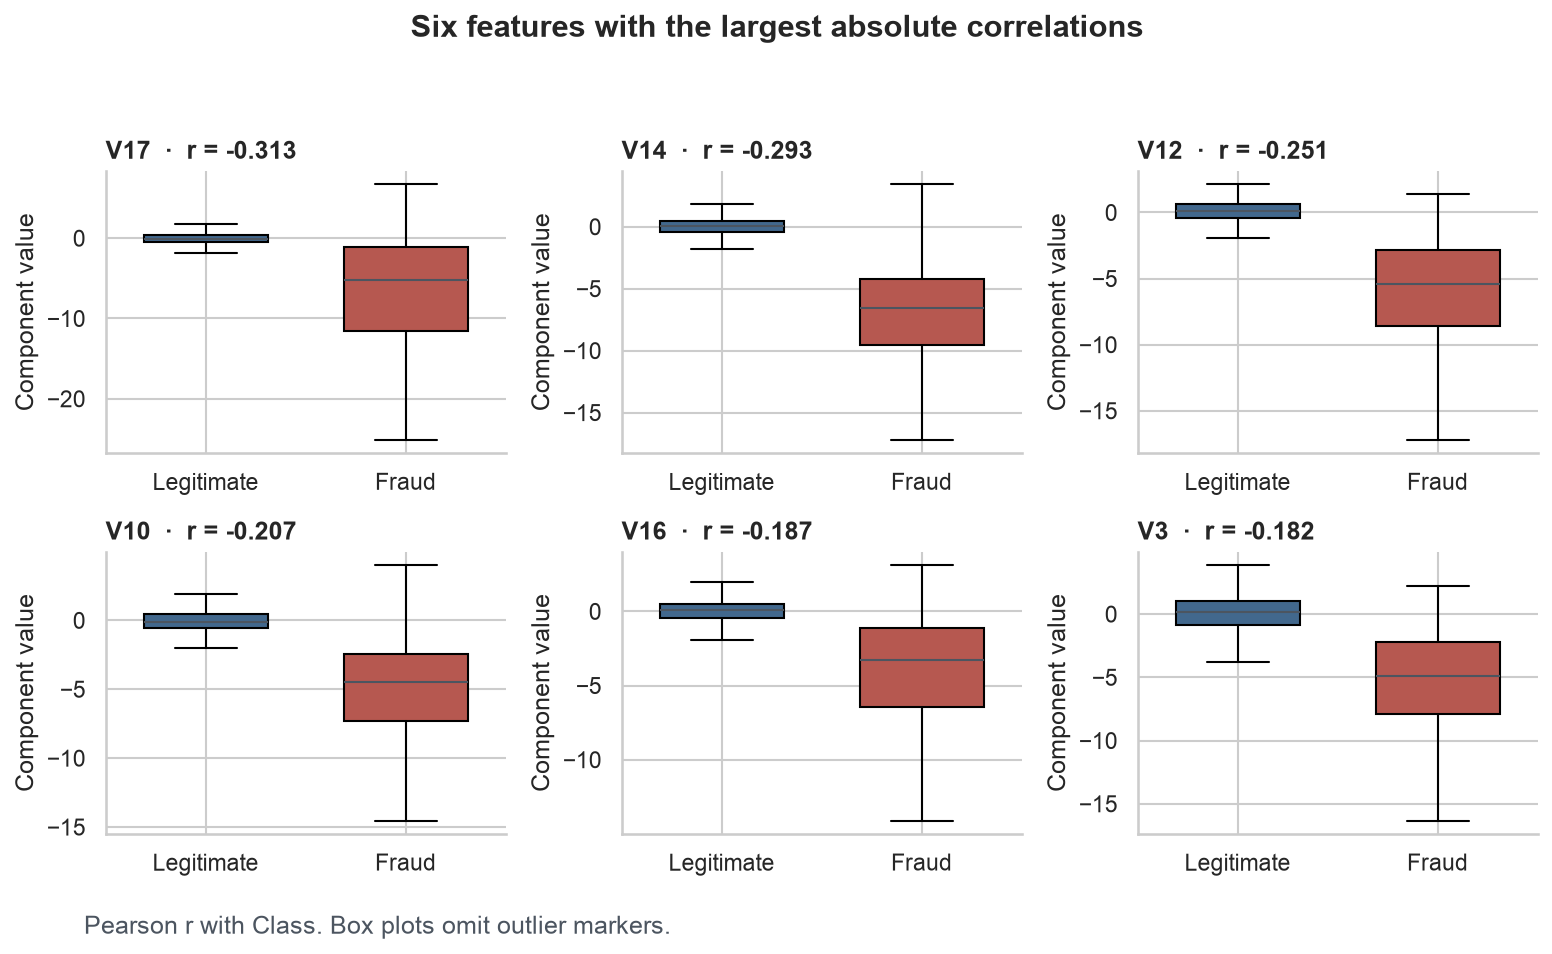 Six features with the largest absolute correlations
V17 · r = -0.313
Component value
0
−10
−20
Legitimate
Fraud
V14 · r = -0.293
Component value
0
−5
−10
−15
Legitimate
Fraud
V12 · r = -0.251
Component value
0
−5
−10
−15
Legitimate
Fraud
V10 · r = -0.207
Component value
0
−5
−10
−15
Legitimate
Fraud
V16 · r = -0.187
Component value
0
−5
−10
Legitimate
Fraud
V3 · r = -0.182
Component value
0
−5
−10
−15
Legitimate
Fraud
Pearson r with Class. Box plots omit outlier markers.